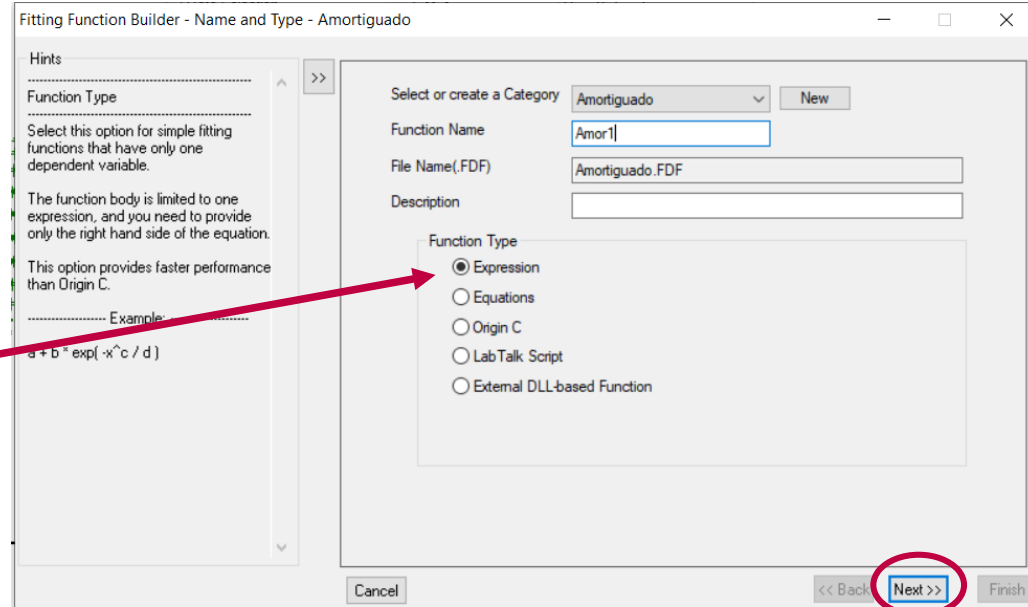 Fitting Function Builder - Name and Type - Amortiguado
Hints
Function Type
Select this option for simple fitting
functions that have only one
dependent variable.
The function body is limited to one
expression, and you need to provide
only the right hand side of the equation.
This option provides faster performance
than Origin C.
-------------------- Example: --------------------
a + b * exp( -x^c / d )
>>
Select or create a Category
Amortiguado
New
Function Name
Amor1
File Name(.FDF)
Amortiguado.FDF
Description
Function Type
Expression
Equations
Origin C
LabTalk Script
External DLL-based Function
Cancel
<< Back
Next >>
Finish